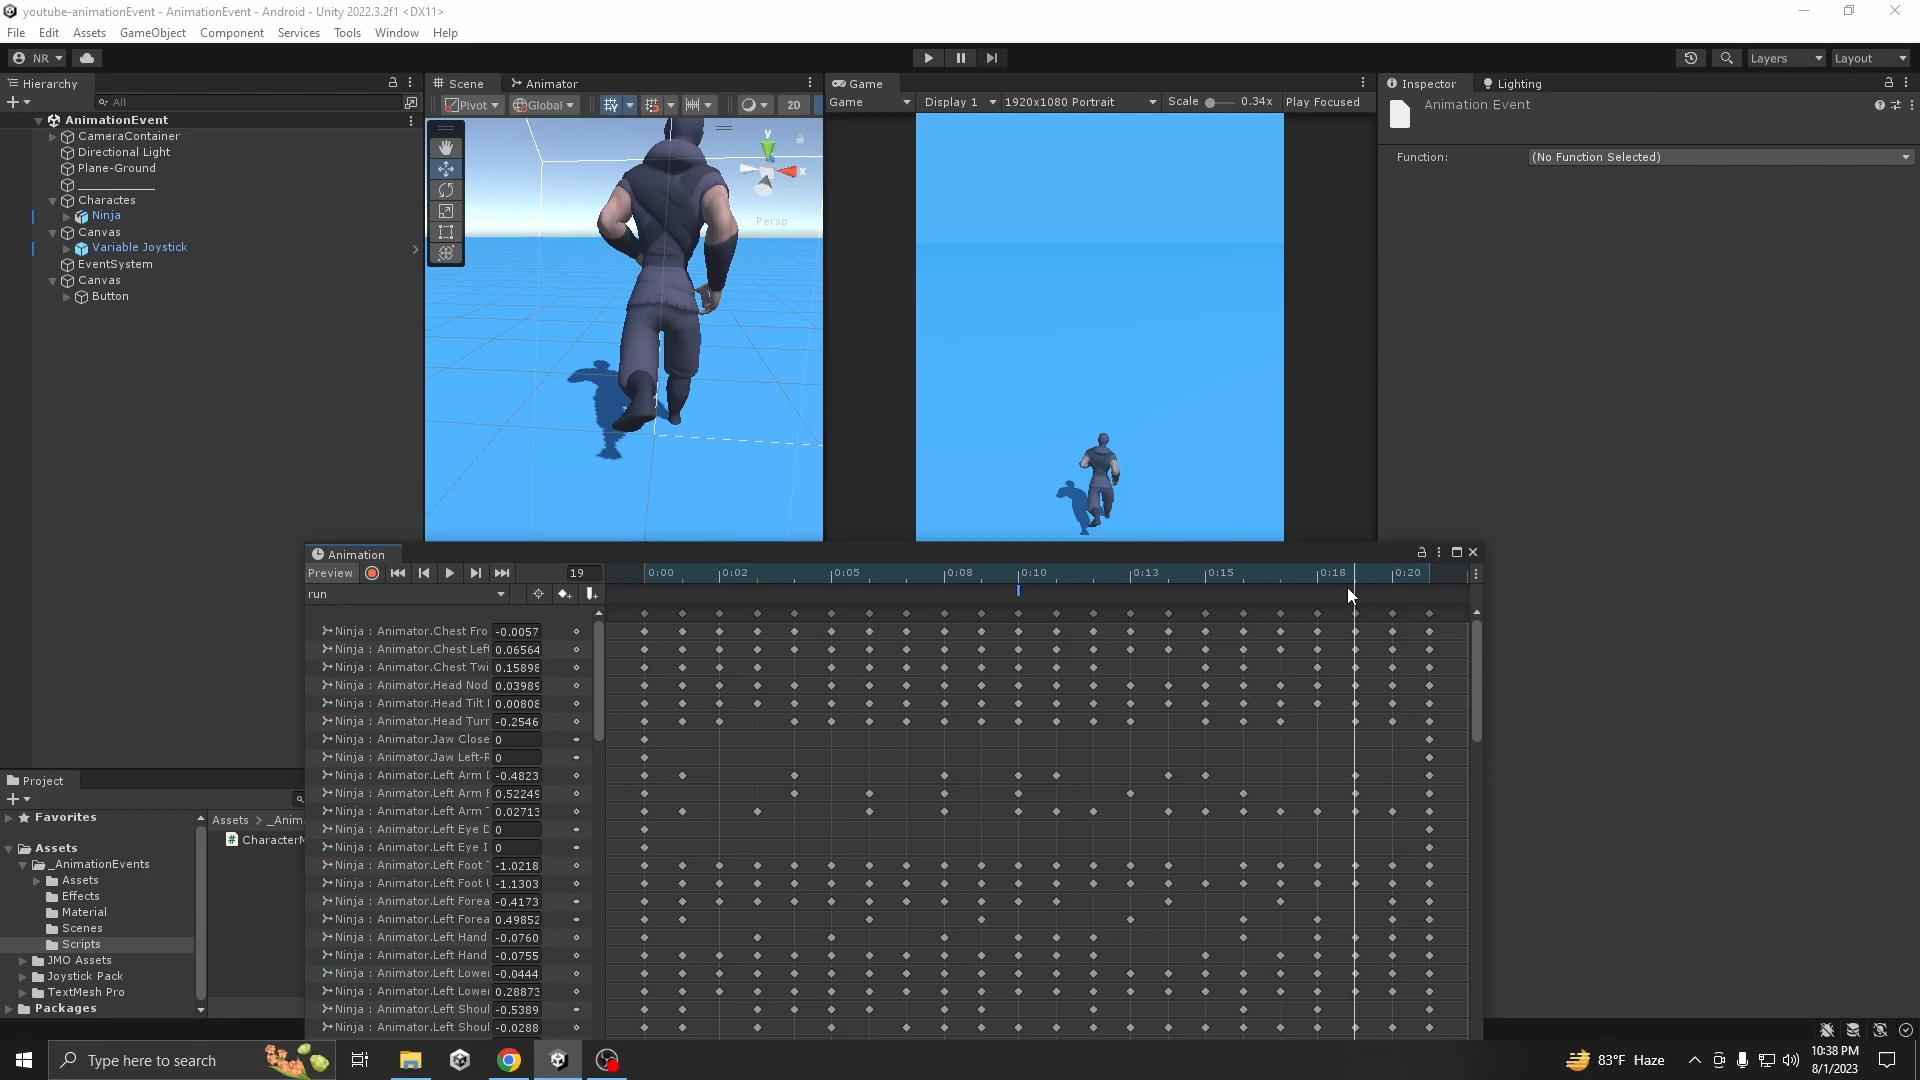 youtube-animationEvent - AnimationEvent - Android - Unity 2022.3.2f1 <DX11>
File Edit Assets GameObject Component Services Tools Window Help
NR Layers Layout
Hierarchy
All
AnimationEvent
CameraContainer
Directional Light
Plane-Ground
____________
Charactes
Ninja
Canvas
Variable Joystick
EventSystem
Canvas
Button
Scene Animator
Pivot Global 2D
y
x
Persp
Game
Game Display 1 1920x1080 Portrait Scale 0.34x Play Focused
Inspector Lighting
Animation Event
Function: (No Function Selected)
Animation
Preview 19 0:00 0:02 0:05 0:08 0:10 0:13 0:15 0:18 0:20
run
Ninja : Animator.Chest Fro -0.0057
Ninja : Animator.Chest Left 0.06564
Ninja : Animator.Chest Twi 0.15898
Ninja : Animator.Head Nod 0.03989
Ninja : Animator.Head Tilt 0.00808
Ninja : Animator.Head Turn -0.2546
Ninja : Animator.Jaw Close 0
Ninja : Animator.Jaw Left-R 0
Ninja : Animator.Left Arm -0.4823
Ninja : Animator.Left Arm 0.52249
Ninja : Animator.Left Arm 0.02713
Ninja : Animator.Left Eye 0
Ninja : Animator.Left Eye 0
Ninja : Animator.Left Foot -1.0218
Ninja : Animator.Left Foot -1.1303
Ninja : Animator.Left Forea -0.4173
Ninja : Animator.Left Forea 0.49852
Ninja : Animator.Left Hand -0.0760
Ninja : Animator.Left Hand -0.0755
Ninja : Animator.Left Lower -0.0444
Ninja : Animator.Left Lower 0.28873
Ninja : Animator.Left Shoul -0.5389
Ninja : Animator.Left Shoul -0.0288
Project
Favorites
Assets
_AnimationEvents
Assets
Effects
Material
Scenes
Scripts
JMO Assets
Joystick Pack
TextMesh Pro
Packages
Assets > _Anim
CharacterM
Type here to search
83°F Haze
10:38 PM
8/1/2023